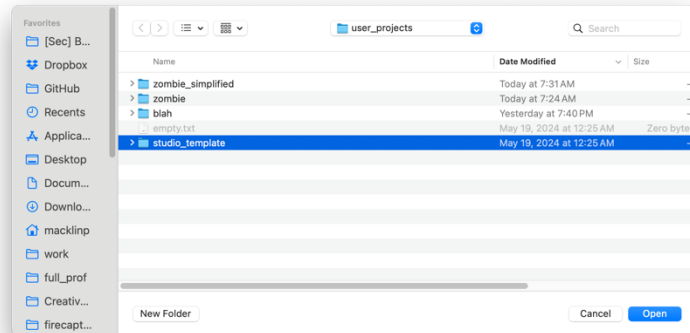 Favorites
[Sec] B...
Dropbox
GitHub
Recents
Applica...
Desktop
Docum...
Downlo...
macklinp
work
full_prof
Creativ...
firecapt...
user_projects
Search
Name Date Modified Size
zombie_simplified Today at 7:31 AM --
zombie Today at 7:24 AM --
blah Yesterday at 7:40 PM --
empty.txt May 19, 2024 at 12:25 AM Zero byte
studio_template May 19, 2024 at 12:25 AM --
New Folder Cancel Open